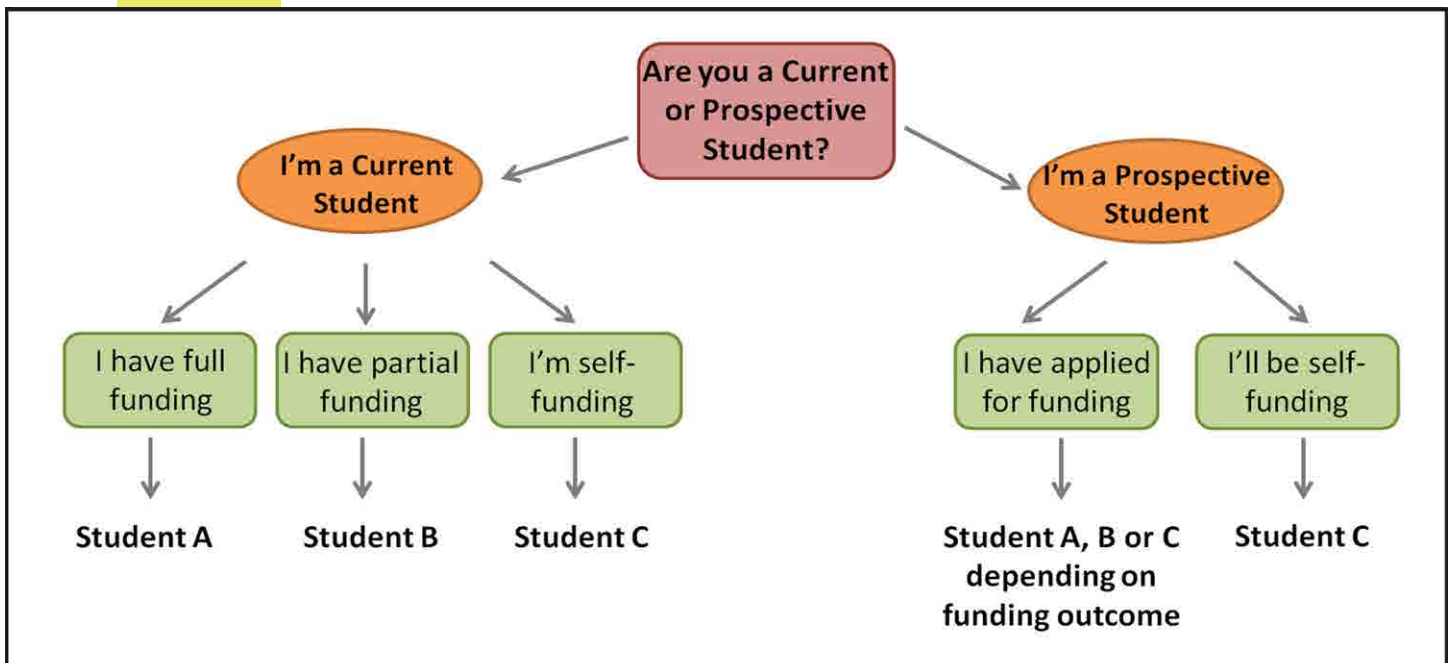 Are you a Current
or Prospective
Student?
I'm a Current
Student
I'm a Prospective
Student
I have full
funding
I have partial
funding
I'm self-
funding
I have applied
for funding
I'll be self-
funding
Student A
Student B
Student C
Student A, B or C
depending on
funding outcome
Student C